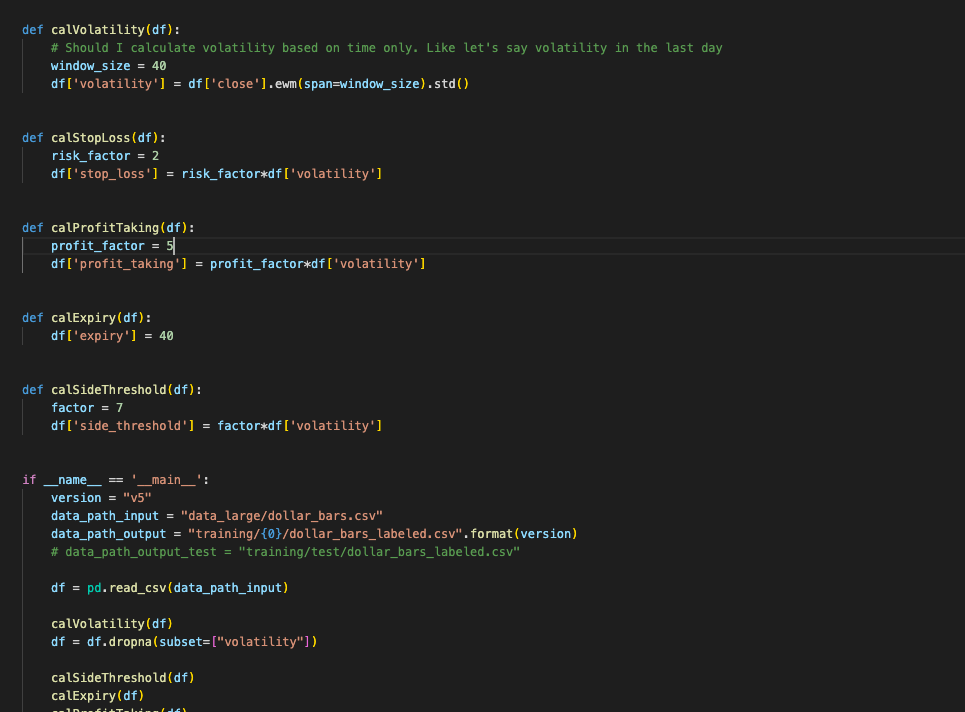 def calVolatility(df):
    # Should I calculate volatility based on time only. Like let's say volatility in the last day
    window_size = 40
    df['volatility'] = df['close'].ewm(span=window_size).std()
def calStopLoss(df):
    risk_factor = 2
    df['stop_loss'] = risk_factor*df['volatility']
def calProfitTaking(df):
    profit_factor = 5
    df['profit_taking'] = profit_factor*df['volatility']
def calExpiry(df):
    df['expiry'] = 40
def calSideThreshold(df):
    factor = 7
    df['side_threshold'] = factor*df['volatility']
if __name__ == '__main__':
    version = "v5"
    data_path_input = "data_large/dollar_bars.csv"
    data_path_output = "training/{0}/dollar_bars_labeled.csv".format(version)
    # data_path_output_test = "training/test/dollar_bars_labeled.csv"
    df = pd.read_csv(data_path_input)
    calVolatility(df)
    df = df.dropna(subset=["volatility"])
    calSideThreshold(df)
    calExpiry(df)
    calProfitTaking(df)